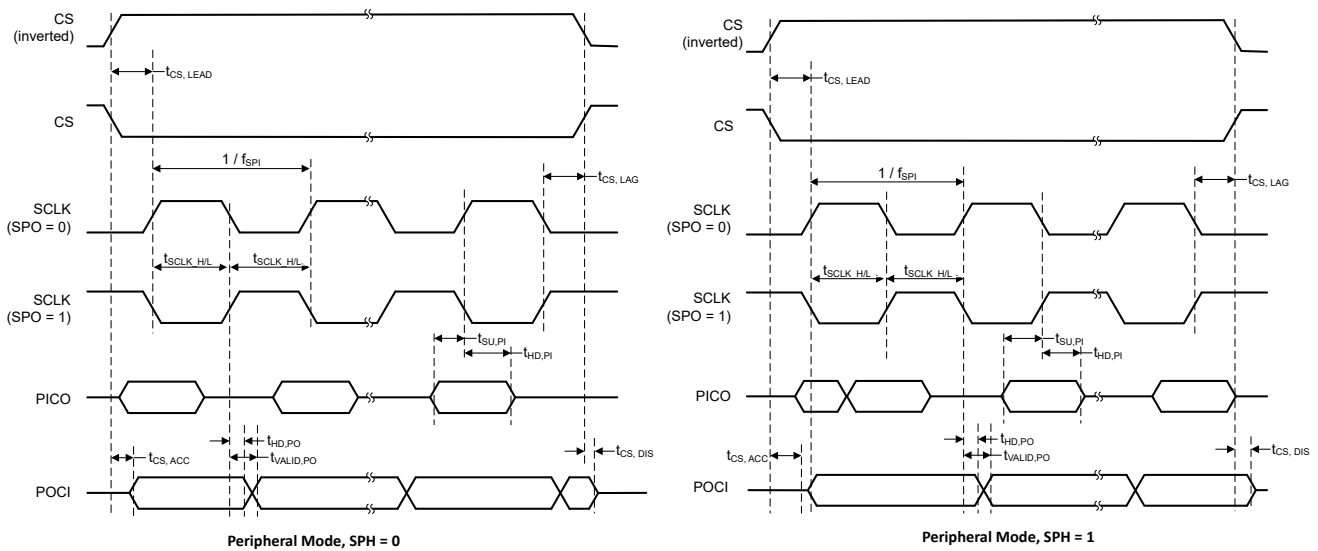 CS
(inverted)
tCS, LEAD
CS
1 / fSPI
tCS, LAG
SCLK
(SPO = 0)
tSCLK_H/L
tSCLK_H/L
SCLK
(SPO = 1)
tSU,PI
tHD,PI
PICO
tHD,PO
tVALID,PO
tCS, ACC
tCS, DIS
POCI
Peripheral Mode, SPH = 0
CS
(inverted)
tCS, LEAD
CS
1 / fSPI
tCS, LAG
SCLK
(SPO = 0)
tSCLK_H/L
tSCLK_H/L
SCLK
(SPO = 1)
tSU,PI
tHD,PI
PICO
tHD,PO
tVALID,PO
tCS, ACC
tCS, DIS
POCI
Peripheral Mode, SPH = 1